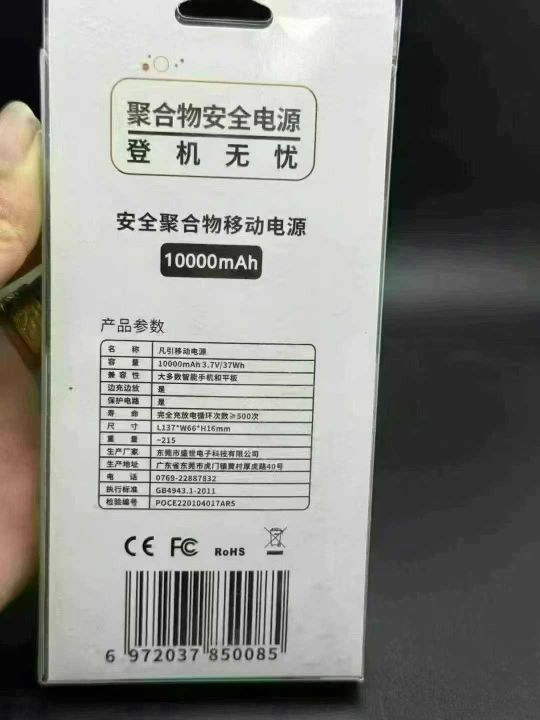 聚合物安全电源
登机无忧
安全聚合物移动电源
10000mAh
产品参数
名 称 凡引移动电源
容 量 10000mAh 3.7V/37Wh
兼容性 大多数智能手机和平板
边充边放 是
保护电路 是
寿 命 完全充放电循环次数≥500次
尺 寸 L137*W66*H16mm
重 量 ~215
生产厂家 东莞市盛世电子科技有限公司
生产地址 广东省东莞市虎门镇黄村厚虎路40号
电 话 0769-22887832
执行标准 GB4943.1-2011
检验编号 POCE220104017ARS
CE FC RoHS
6 972037 850085